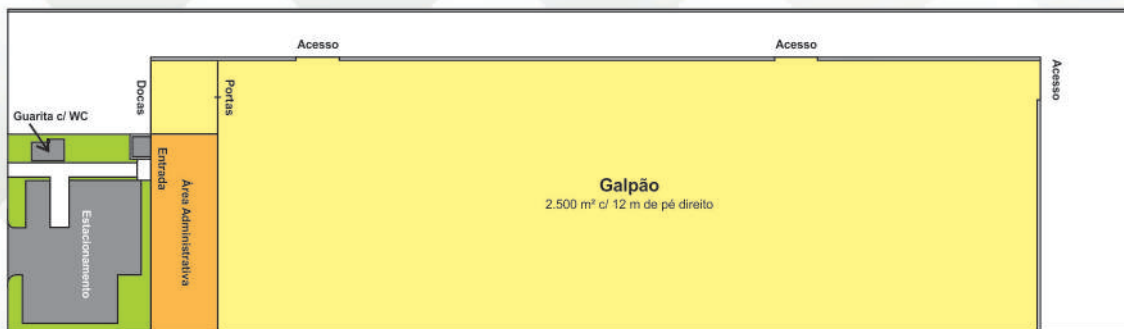 Acesso
Acesso
Acesso
Docas
Portas
Guarita c/ WC
Entrada
Área Administrativa
Estacionamento
Galpão
2.500 m² c/ 12 m de pé direito